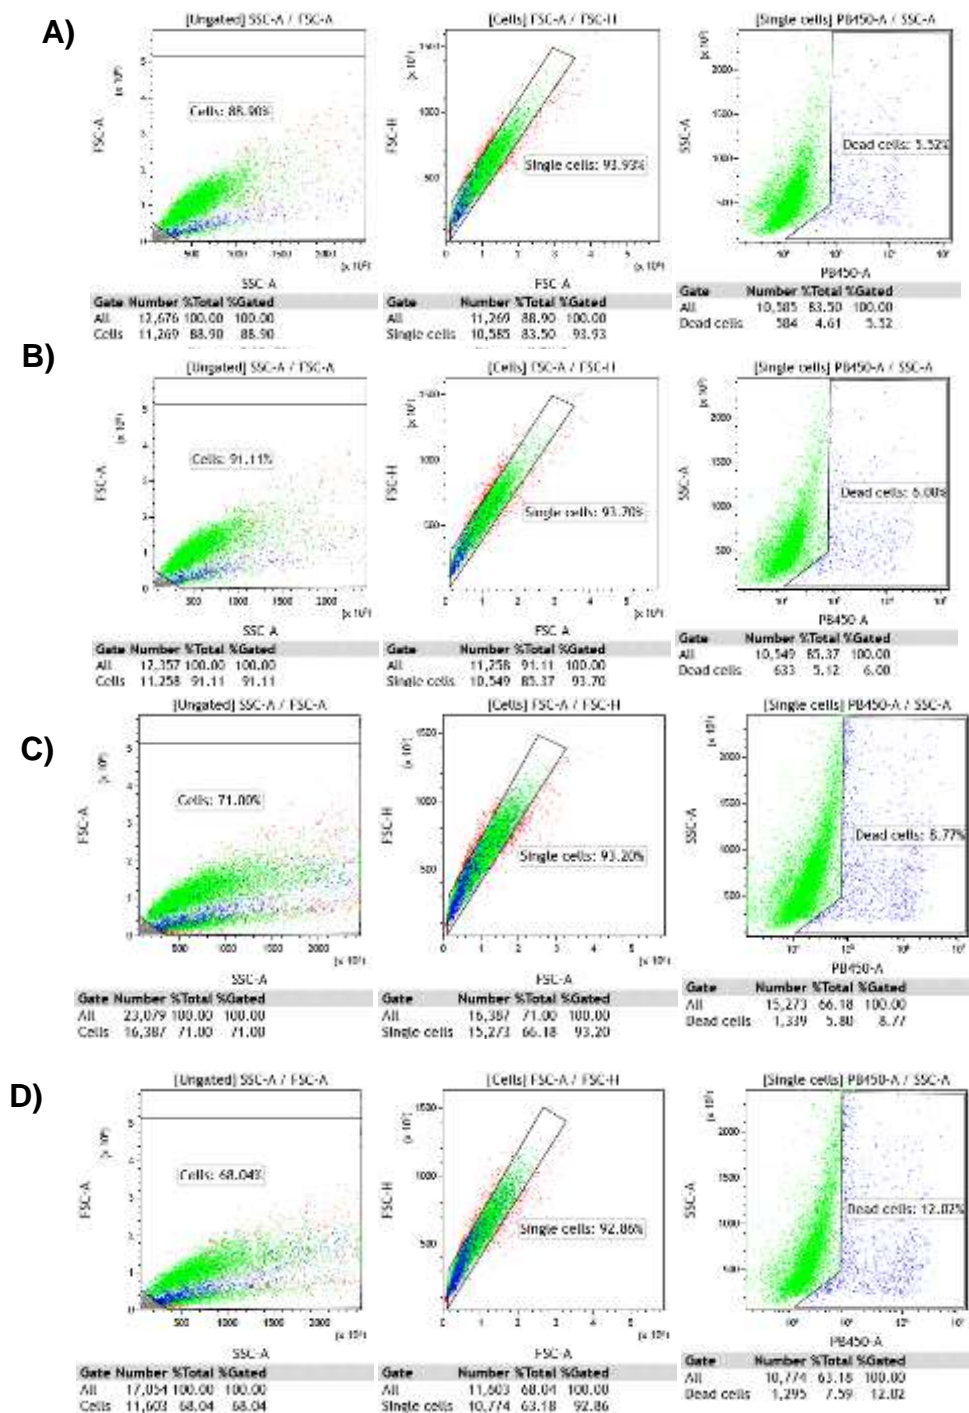 A)
[Ungated] SSC-A / FSC-A
[Cells] FSC-A / FSC-H
[Single cells] PB450-A / SSC-A
Cells: 88.90%
Single cells: 93.93%
Dead cells: 5.52%
FSC-A
FSC-H
SSC-A
SSC-A
FSC-A
PB450-A
Gate Number %Total %Gated
All 12,676 100.00 100.00
Cells 11,269 88.90 88.90
Gate Number %Total %Gated
All 11,269 88.90 100.00
Single cells 10,585 83.50 93.93
Gate Number %Total %Gated
All 10,585 83.50 100.00
Dead cells 584 4.61 5.52
B)
[Ungated] SSC-A / FSC-A
[Cells] FSC-A / FSC-H
[Single cells] PB450-A / SSC-A
Cells: 91.11%
Single cells: 93.70%
Dead cells: 6.00%
FSC-A
FSC-H
SSC-A
SSC-A
FSC-A
PB450-A
Gate Number %Total %Gated
All 12,357 100.00 100.00
Cells 11,258 91.11 91.11
Gate Number %Total %Gated
All 11,258 91.11 100.00
Single cells 10,549 85.37 93.70
Gate Number %Total %Gated
All 10,549 85.37 100.00
Dead cells 633 5.12 6.00
C)
[Ungated] SSC-A / FSC-A
[Cells] FSC-A / FSC-H
[Single cells] PB450-A / SSC-A
Cells: 71.00%
Single cells: 93.20%
Dead cells: 8.77%
FSC-A
FSC-H
SSC-A
SSC-A
FSC-A
PB450-A
Gate Number %Total %Gated
All 23,079 100.00 100.00
Cells 16,387 71.00 71.00
Gate Number %Total %Gated
All 16,387 71.00 100.00
Single cells 15,273 66.18 93.20
Gate Number %Total %Gated
All 15,273 66.18 100.00
Dead cells 1,339 5.80 8.77
D)
[Ungated] SSC-A / FSC-A
[Cells] FSC-A / FSC-H
[Single cells] PB450-A / SSC-A
Cells: 68.04%
Single cells: 92.86%
Dead cells: 12.02%
FSC-A
FSC-H
SSC-A
SSC-A
FSC-A
PB450-A
Gate Number %Total %Gated
All 17,054 100.00 100.00
Cells 11,603 68.04 68.04
Gate Number %Total %Gated
All 11,603 68.04 100.00
Single cells 10,774 63.18 92.86
Gate Number %Total %Gated
All 10,774 63.18 100.00
Dead cells 1,295 7.59 12.02